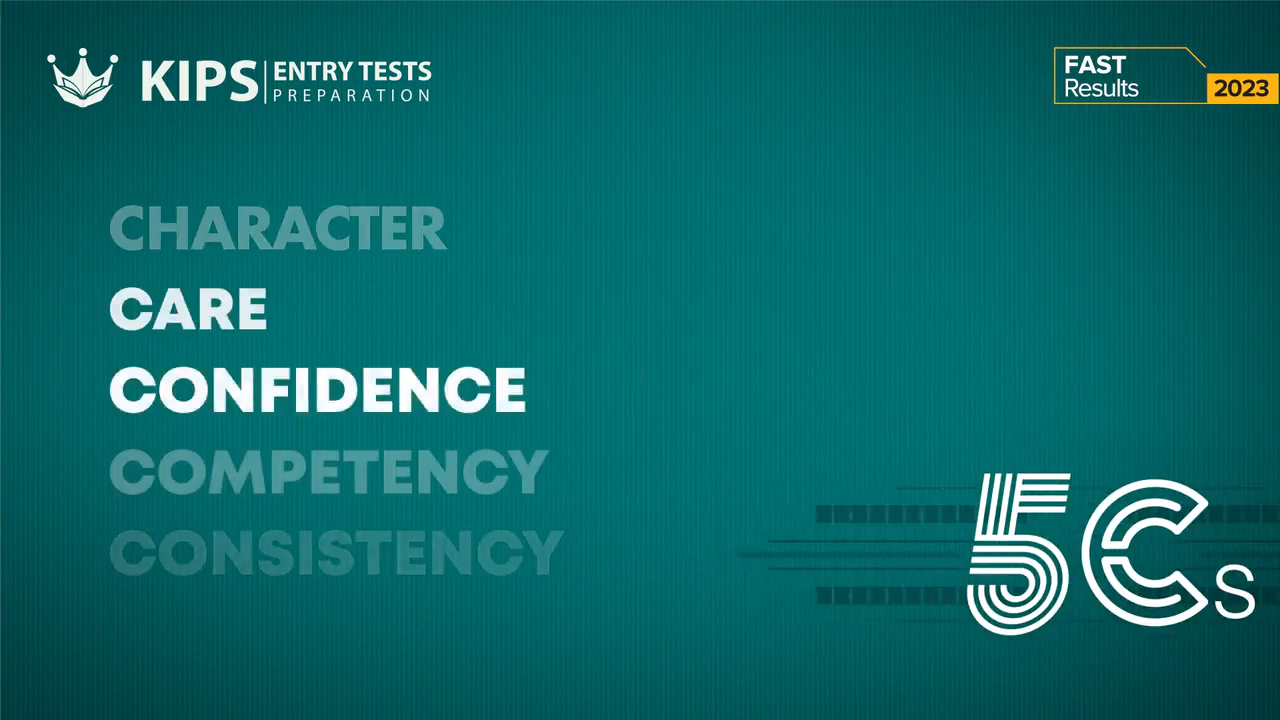 KIPS ENTRY TESTS
PREPARATION
FAST
Results 2023
CHARACTER
CARE
CONFIDENCE
COMPETENCY
CONSISTENCY
5Cs